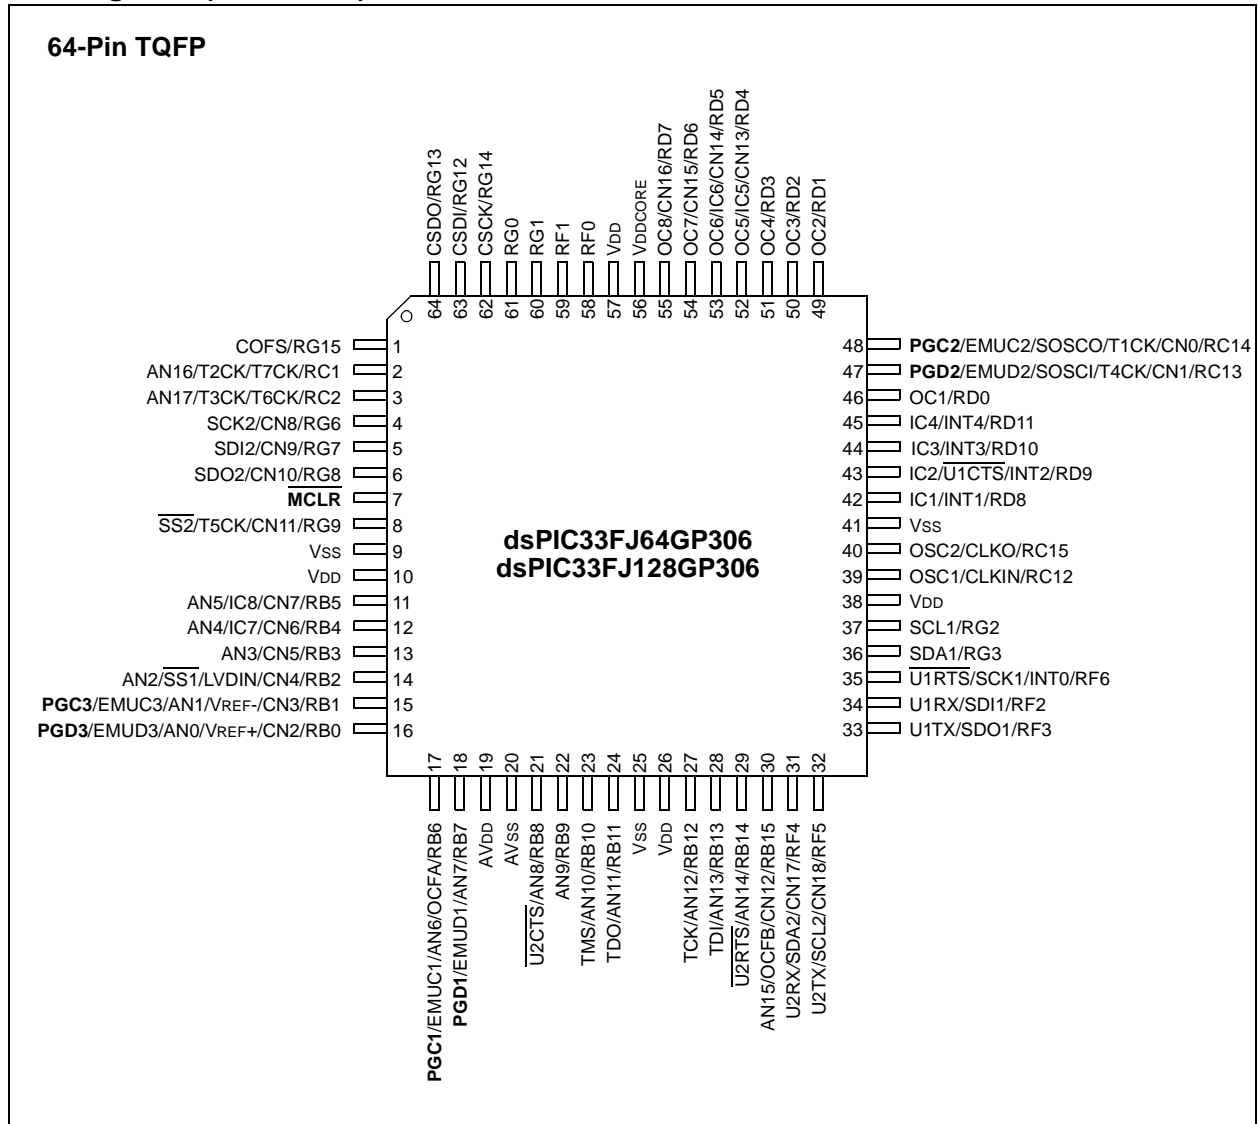 64-Pin TQFP
CSDO/RG13
CSDI/RG12
CSCK/RG14
RG0
RG1
RF1
RF0
VDD
VDDCORE
OC8/CN16/RD7
OC7/CN15/RD6
OC6/IC6/CN14/RD5
OC5/IC5/CN13/RD4
OC4/RD3
OC3/RD2
OC2/RD1
64 63 62 61 60 59 58 57 56 55 54 53 52 51 50 49
COFS/RG15 1
AN16/T2CK/T7CK/RC1 2
AN17/T3CK/T6CK/RC2 3
SCK2/CN8/RG6 4
SDI2/CN9/RG7 5
SDO2/CN10/RG8 6
MCLR 7
SS2/T5CK/CN11/RG9 8
VSS 9
VDD 10
AN5/IC8/CN7/RB5 11
AN4/IC7/CN6/RB4 12
AN3/CN5/RB3 13
AN2/SS1/LVDIN/CN4/RB2 14
PGC3/EMUC3/AN1/VREF-/CN3/RB1 15
PGD3/EMUD3/AN0/VREF+/CN2/RB0 16
dsPIC33FJ64GP306
dsPIC33FJ128GP306
48 PGC2/EMUC2/SOSCO/T1CK/CN0/RC14
47 PGD2/EMUD2/SOSCI/T4CK/CN1/RC13
46 OC1/RD0
45 IC4/INT4/RD11
44 IC3/INT3/RD10
43 IC2/U1CTS/INT2/RD9
42 IC1/INT1/RD8
41 VSS
40 OSC2/CLKO/RC15
39 OSC1/CLKIN/RC12
38 VDD
37 SCL1/RG2
36 SDA1/RG3
35 U1RTS/SCK1/INT0/RF6
34 U1RX/SDI1/RF2
33 U1TX/SDO1/RF3
17 18 19 20 21 22 23 24 25 26 27 28 29 30 31 32
PGC1/EMUC1/AN6/OCFA/RB6
PGD1/EMUD1/AN7/RB7
AVDD
AVSS
U2CTS/AN8/RB8
AN9/RB9
TMS/AN10/RB10
TDO/AN11/RB11
VSS
VDD
TCK/AN12/RB12
TDI/AN13/RB13
U2RTS/AN14/RB14
AN15/OCFB/CN12/RB15
U2RX/SDA2/CN17/RF4
U2TX/SCL2/CN18/RF5